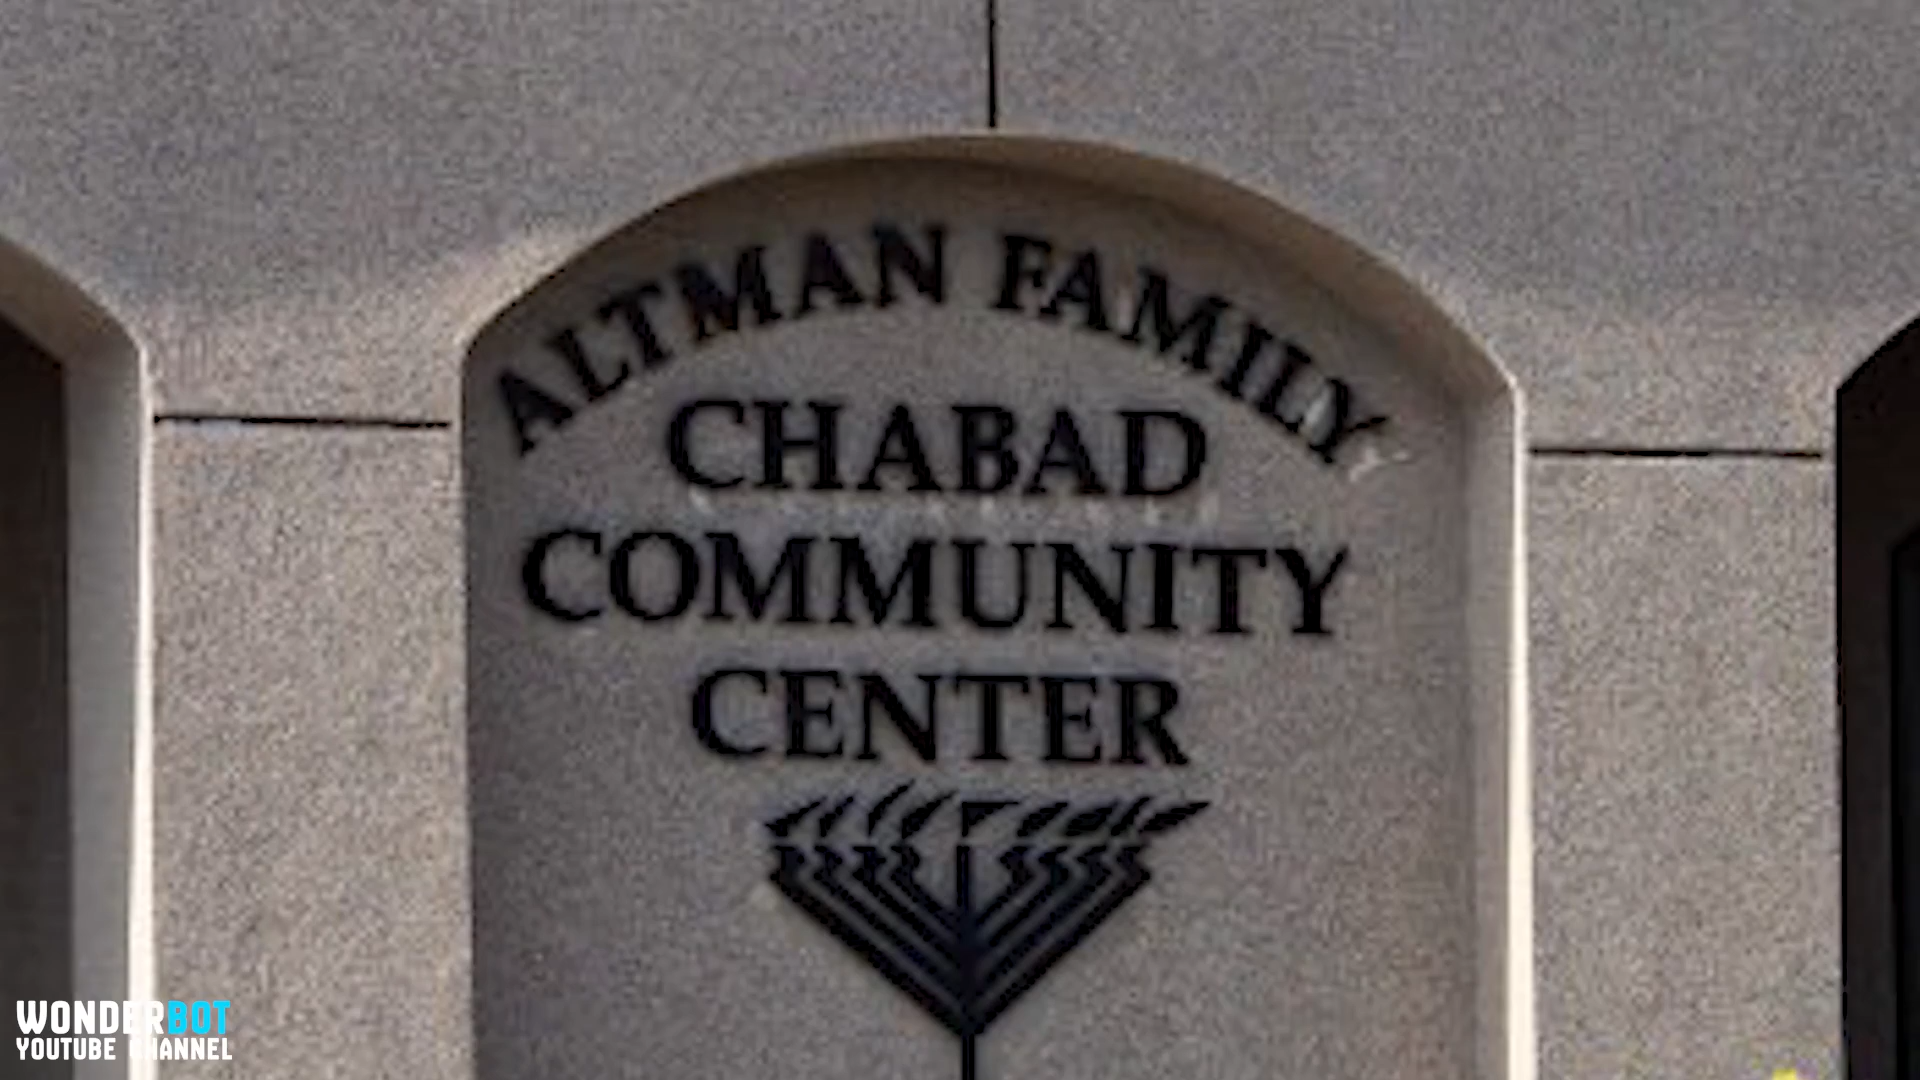 ALTMAN FAMILY
CHABAD
COMMUNITY
CENTER
WONDERBOT
YOUTUBE CHANNEL